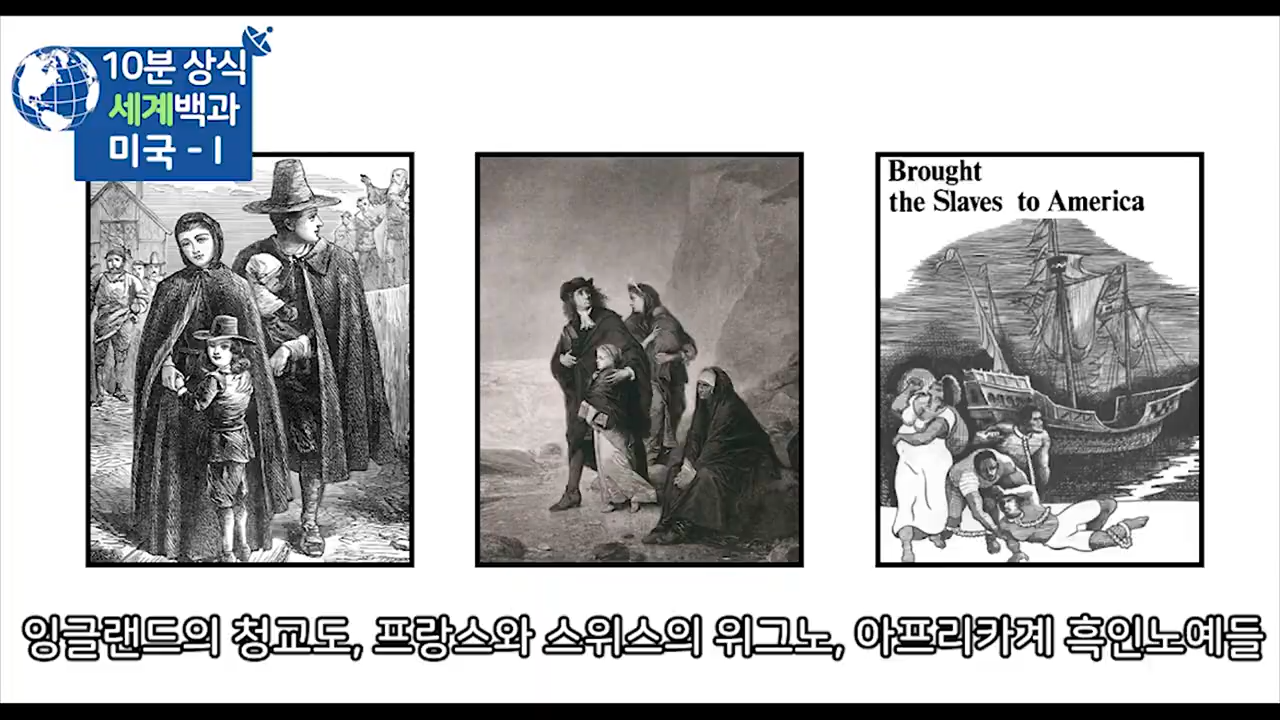 10분 상식
세계백과
미국 - I
Brought
the Slaves to America
잉글랜드의 청교도, 프랑스와 스위스의 위그노, 아프리카계 흑인노예들